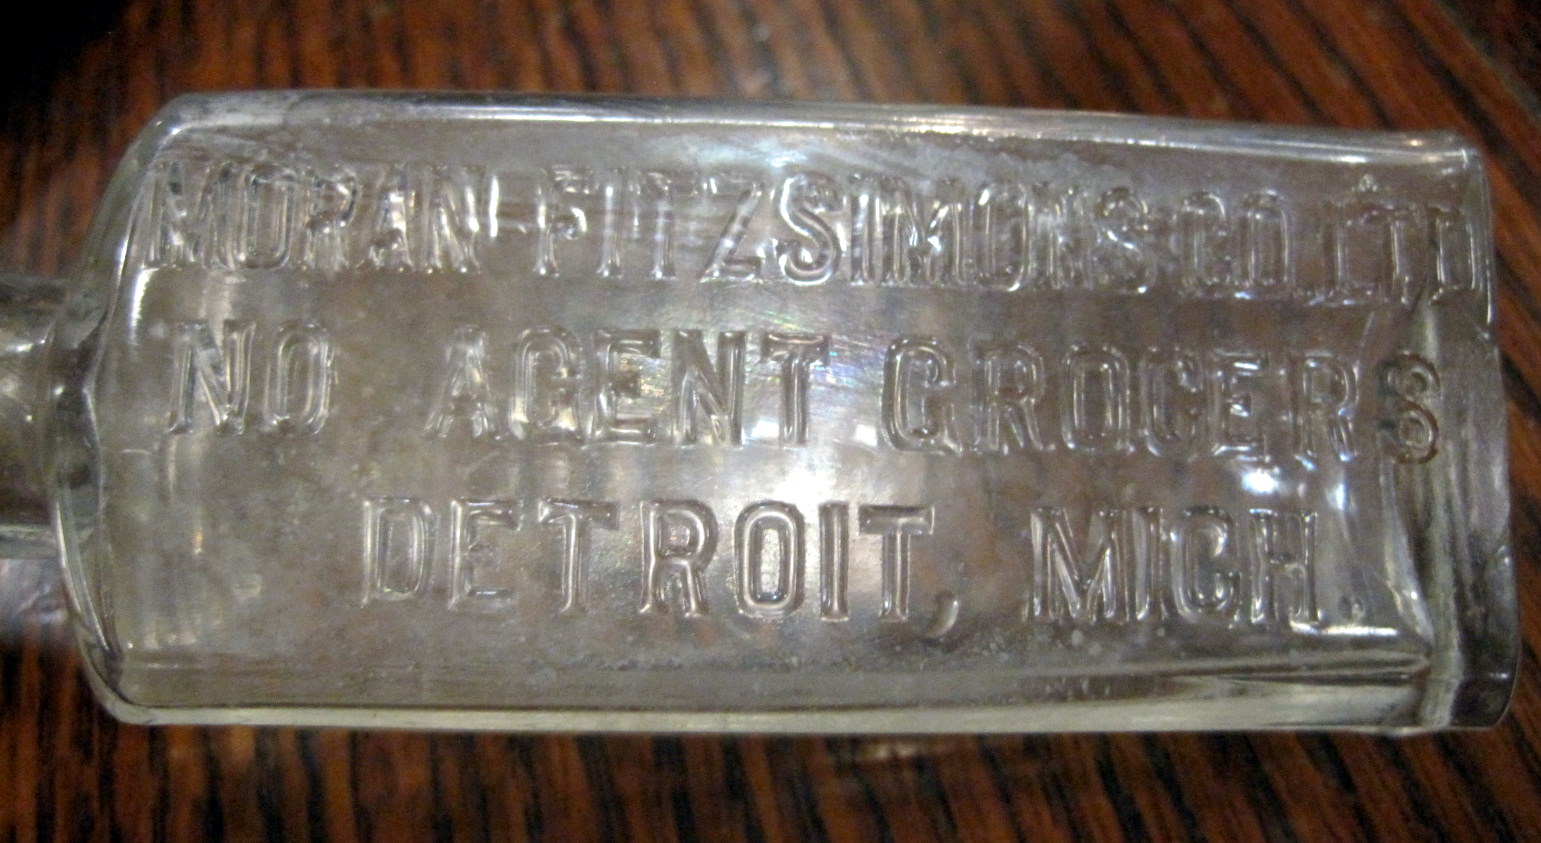 MORAN-FITZSIMONS CO. LTD
NO AGENT GROCERS
DETROIT, MICH.